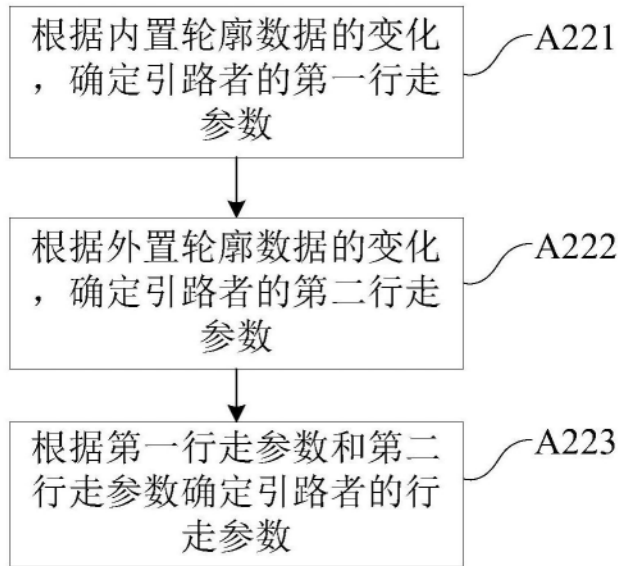 根据内置轮廓数据的变化
，确定引路者的第一行走
参数
A221
根据外置轮廓数据的变化
，确定引路者的第二行走
参数
A222
根据第一行走参数和第二
行走参数确定引路者的行
走参数
A223